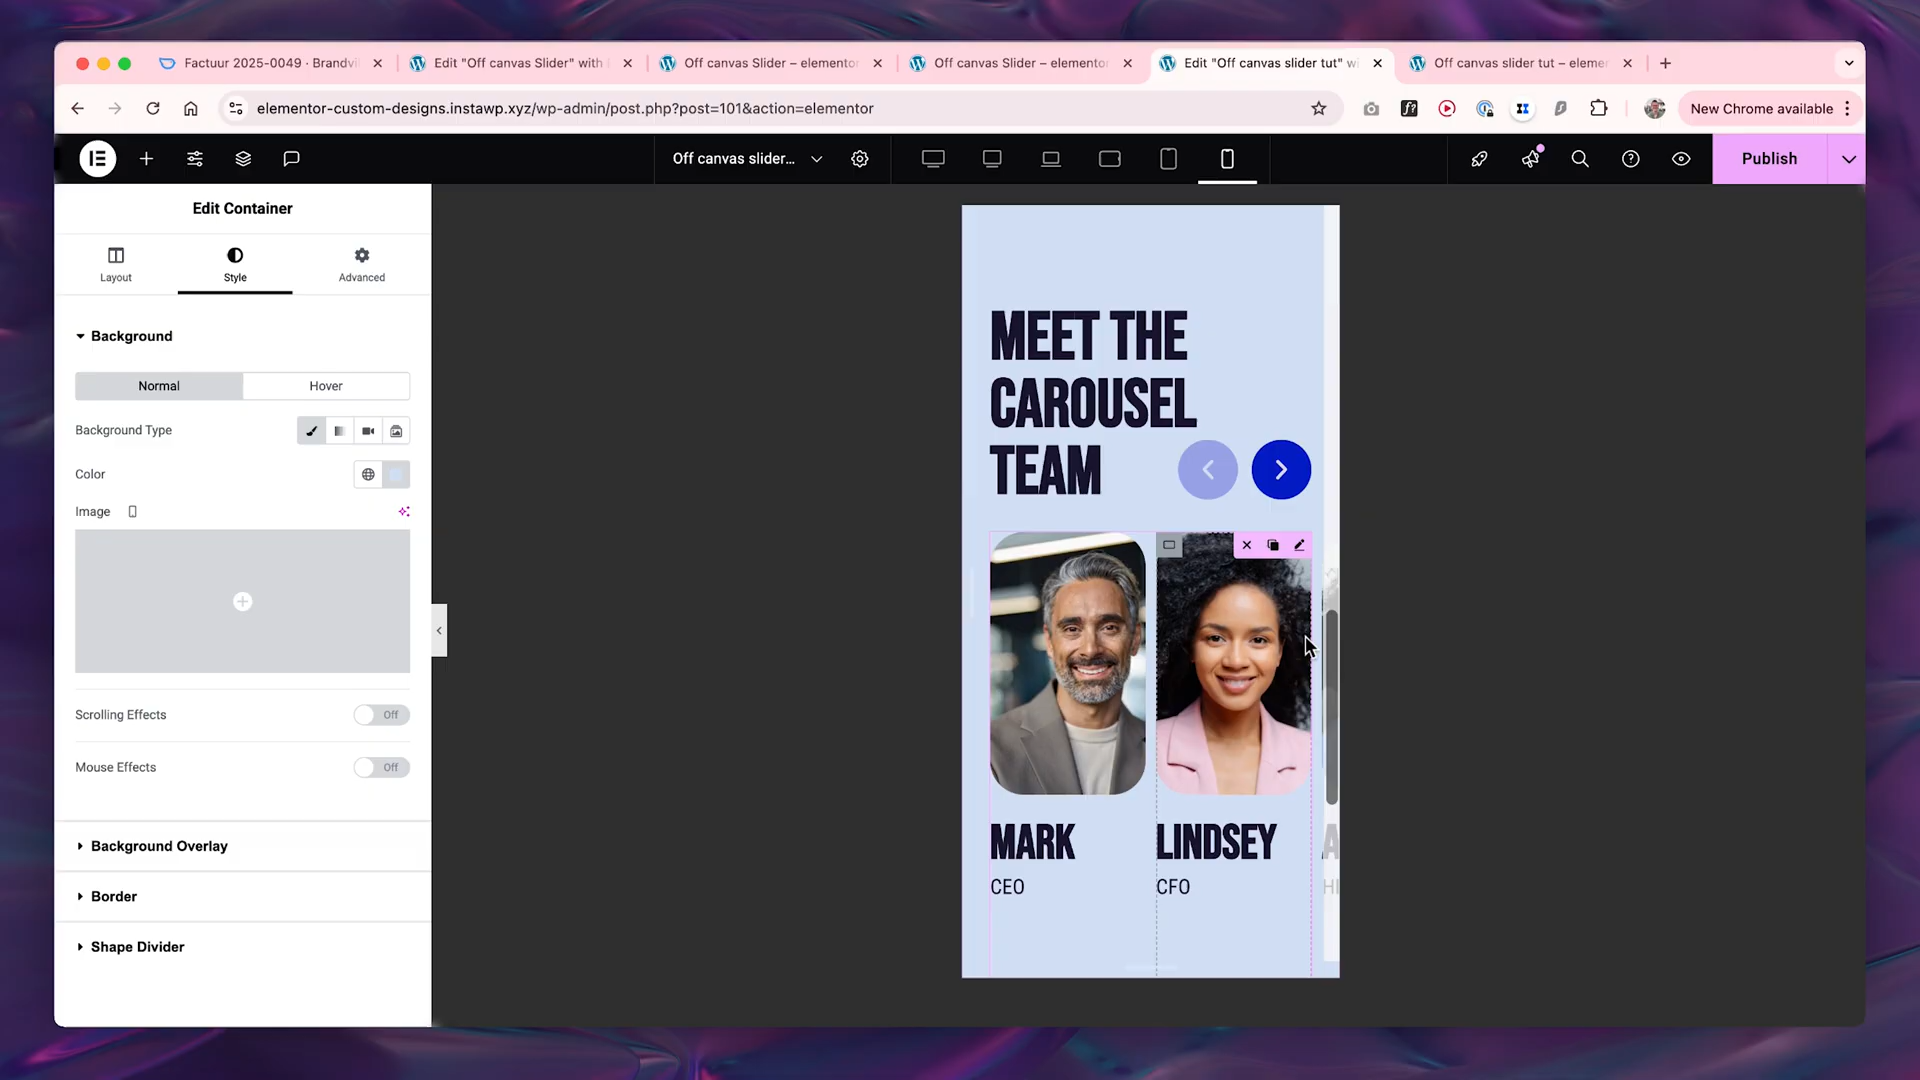 Factuur 2025-0049 · Brandvi
Edit "Off canvas Slider" with
Off canvas Slider – elementor
Off canvas Slider – elementor
Edit "Off canvas slider tut" wi
Off canvas slider tut – eleme
elementor-custom-designs.instawp.xyz/wp-admin/post.php?post=101&action=elementor
New Chrome available
Off canvas slider...
Publish
Edit Container
Layout
Style
Advanced
Background
Normal
Hover
Background Type
Color
Image
Scrolling Effects
Off
Mouse Effects
Off
Background Overlay
Border
Shape Divider
MEET THE
CAROUSEL
TEAM
MARK
LINDSEY
A
CEO
CFO